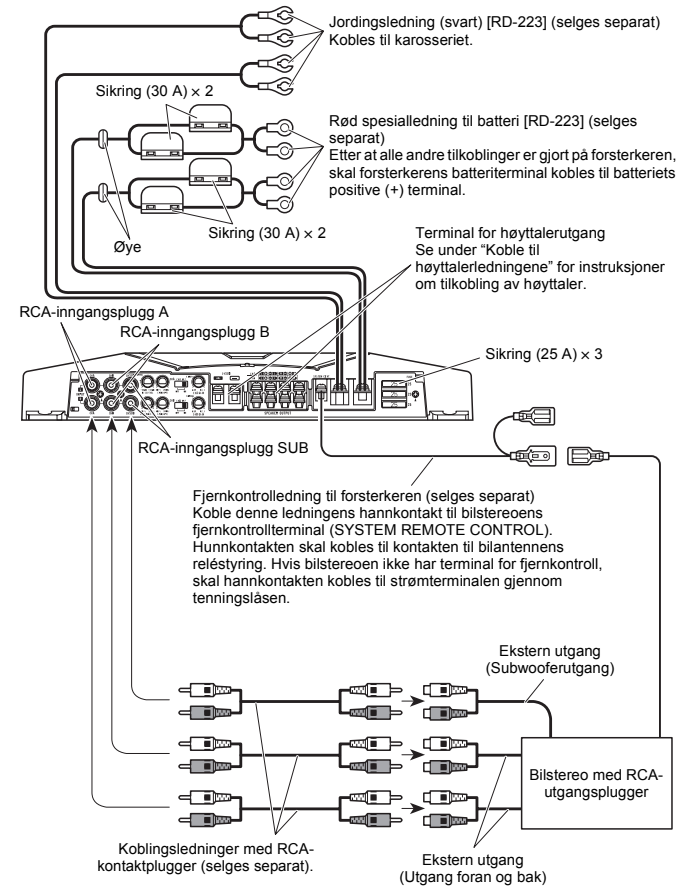 Jordingsledning (svart) [RD-223] (selges separat)
Kobles til karosseriet.
Sikring (30 A) × 2
Rød spesialledning til batteri [RD-223] (selges
separat)
Etter at alle andre tilkoblinger er gjort på forsterkeren,
skal forsterkerens batteriterminal kobles til batteriets
positive (+) terminal.
Øye
Sikring (30 A) × 2
Terminal for høyttalerutgang
Se under “Koble til
høyttalerledningene” for instruksjoner
om tilkobling av høyttaler.
RCA-inngangsplugg A
RCA-inngangsplugg B
Sikring (25 A) × 3
SPEAKER OUTPUT
RCA-inngangsplugg SUB
Fjernkontrolledning til forsterkeren (selges separat)
Koble denne ledningens hannkontakt til bilstereoens
fjernkontrollterminal (SYSTEM REMOTE CONTROL).
Hunnkontakten skal kobles til kontakten til bilantennens
reléstyring. Hvis bilstereoen ikke har terminal for fjernkontroll,
skal hannkontakten kobles til strømterminalen gjennom
tenningslåsen.
Ekstern utgang
(Subwooferutgang)
Bilstereo med RCA-
utgangsplugger
Koblingsledninger med RCA-
kontaktplugger (selges separat).
Ekstern utgang
(Utgang foran og bak)